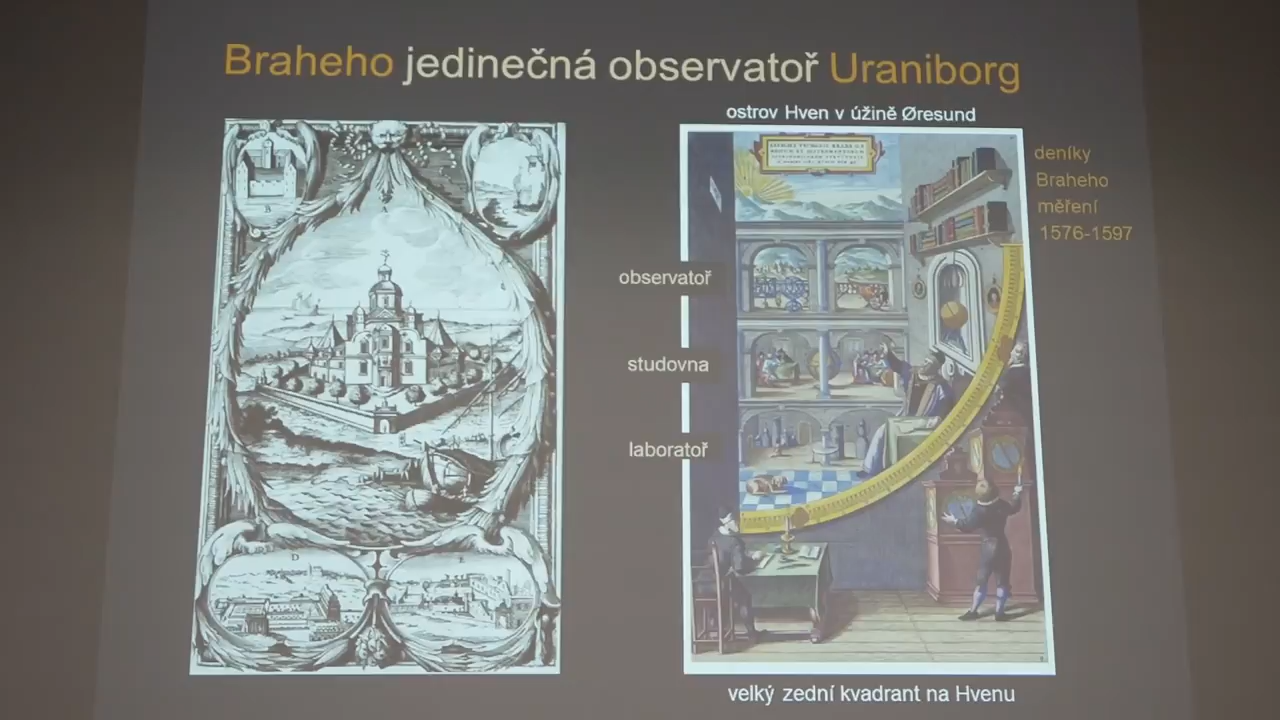 Braheho jedinečná observatoř Uraniborg
ostrov Hven v úžině Øresund
deníky
Braheho
měření
1576-1597
observatoř
studovna
laboratoř
velký zední kvadrant na Hvenu